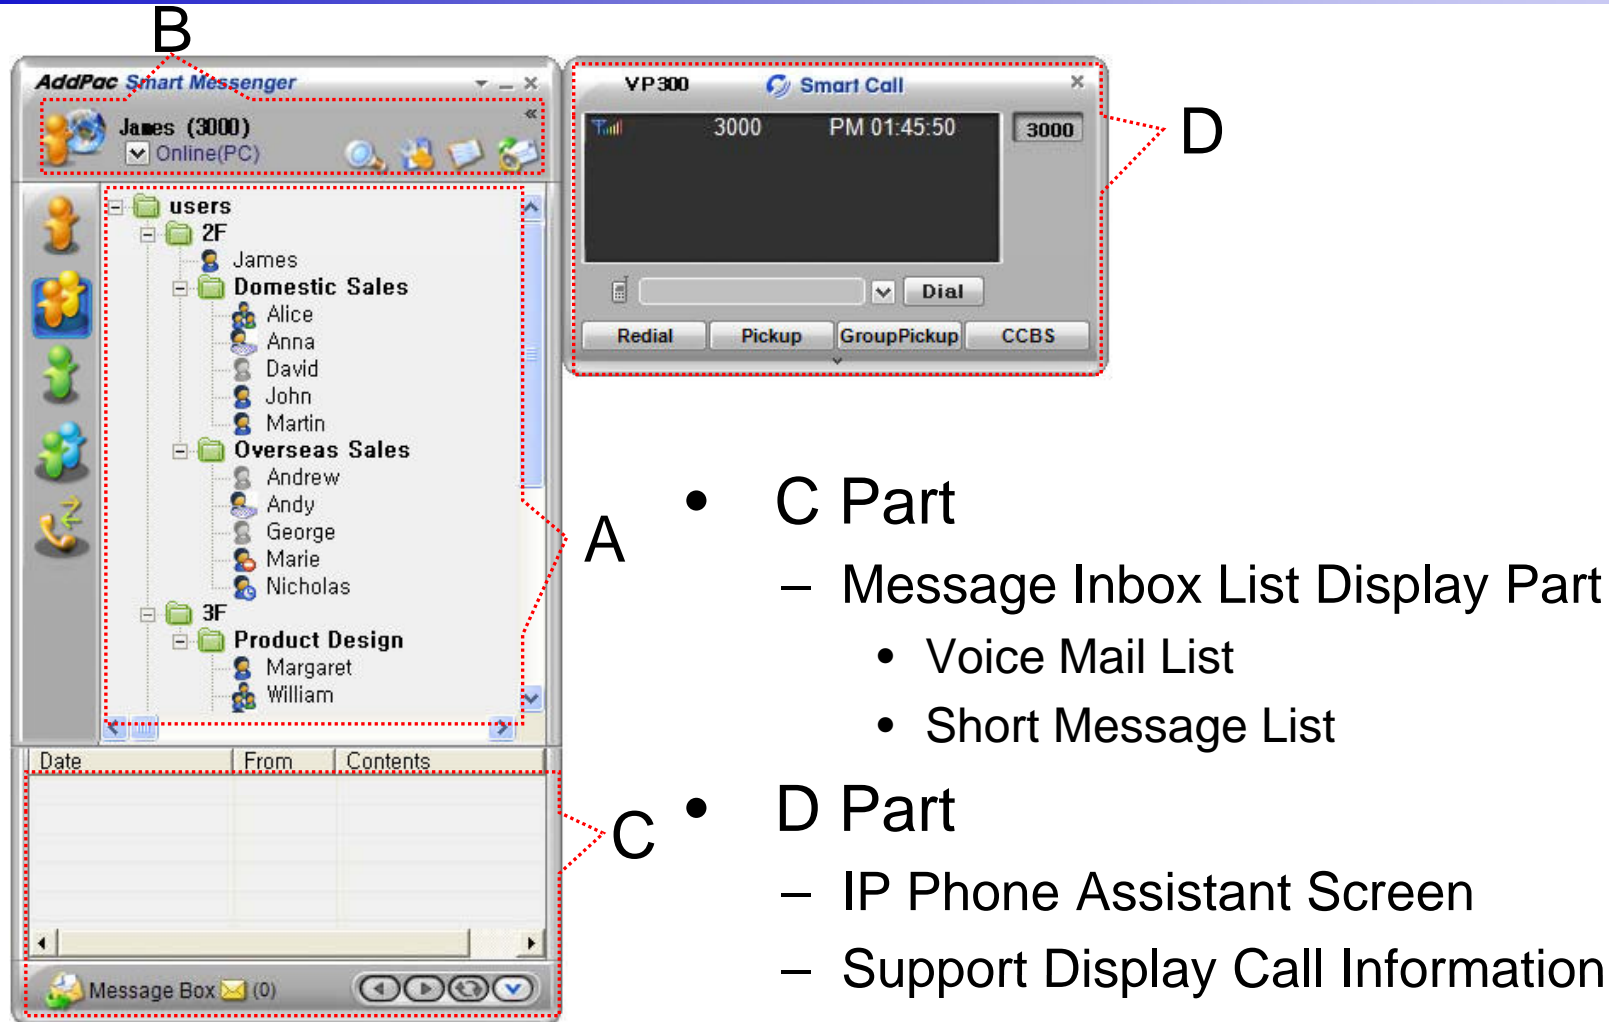 B
AddPac Smart Messenger
James (3000)
Online(PC)
users
2F
James
Domestic Sales
Alice
Anna
David
John
Martin
Overseas Sales
Andrew
Andy
George
Marie
Nicholas
3F
Product Design
Margaret
William
A
Date From Contents
C
Message Box (0)
VP300 Smart Call
3000 PM 01:45:50
3000
Dial
Redial Pickup GroupPickup CCBS
D
• C Part
– Message Inbox List Display Part
• Voice Mail List
• Short Message List
• D Part
– IP Phone Assistant Screen
– Support Display Call Information